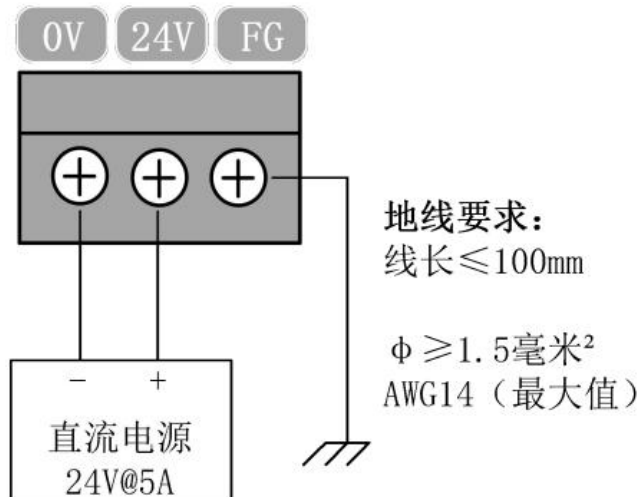 0V 24V FG
地线要求：
线长≤100mm
φ≥1.5毫米²
AWG14（最大值）
- +
直流电源
24V@5A